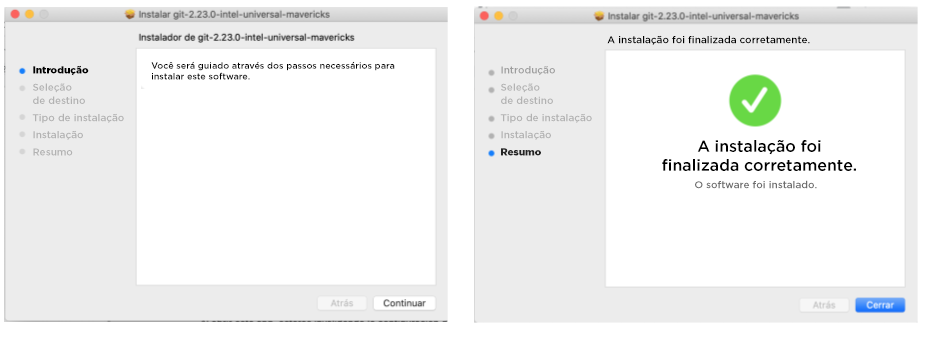 Instalar git-2.23.0-intel-universal-mavericks
Instalador de git-2.23.0-intel-universal-mavericks
Introdução
Seleção
de destino
Tipo de instalação
Instalação
Resumo
Você será guiado através dos passos necessários para
instalar este software.
Atrás
Continuar
Instalar git-2.23.0-intel-universal-mavericks
A instalação foi finalizada corretamente.
Introdução
Seleção
de destino
Tipo de instalação
Instalação
Resumo
A instalação foi
finalizada corretamente.
O software foi instalado.
Atrás
Cerrar